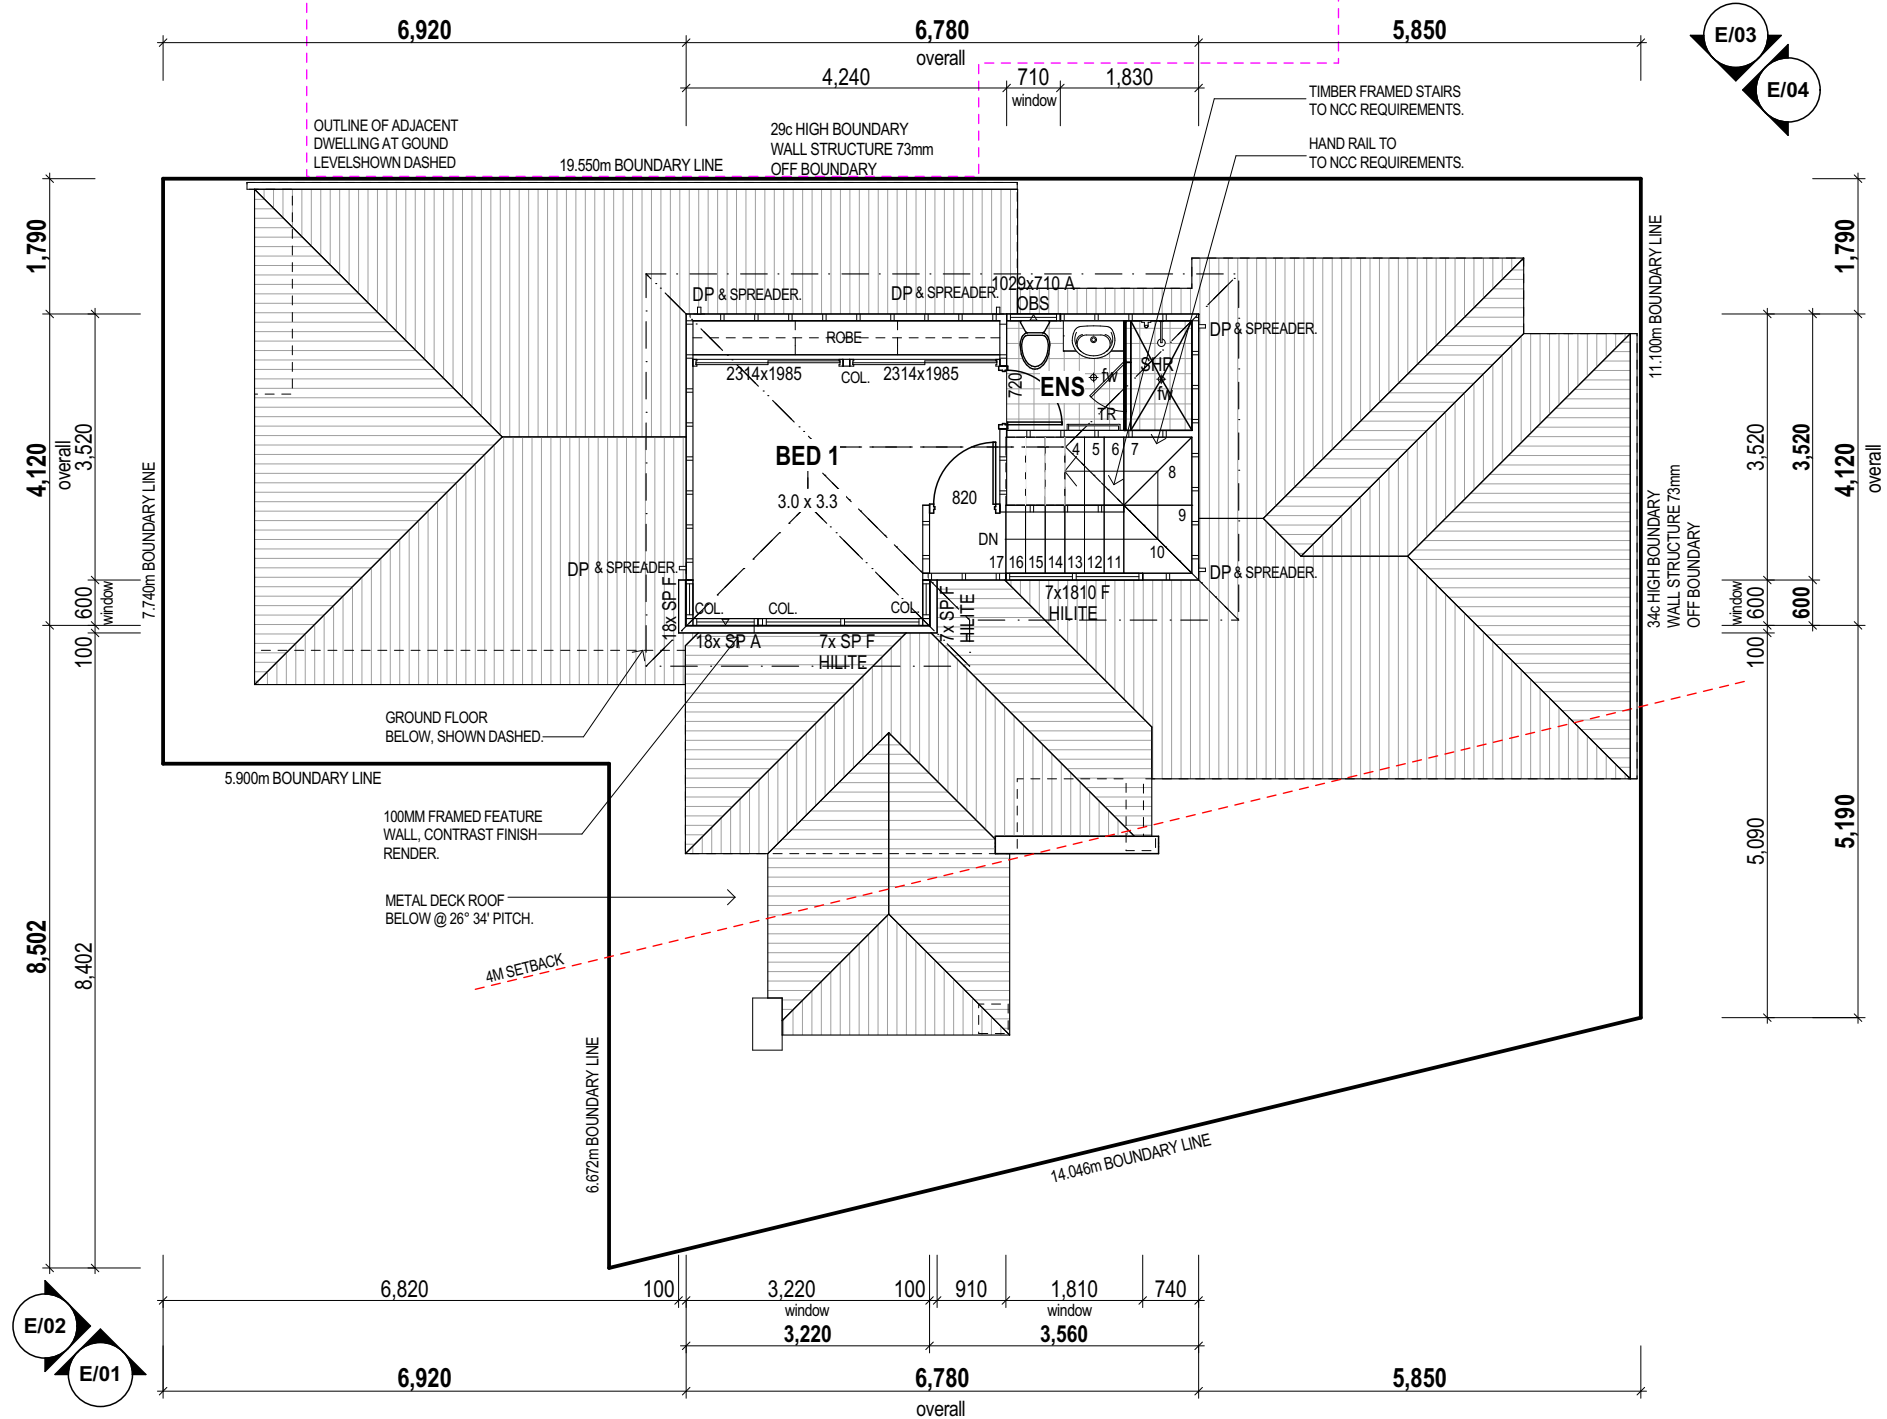 6,920
6,780
overall
5,850
4,240
710
window
1,830
E/03
E/04
TIMBER FRAMED STAIRS
TO NCC REQUIREMENTS.
HAND RAIL TO
TO NCC REQUIREMENTS.
OUTLINE OF ADJACENT
DWELLING AT GOUND
LEVELSHOWN DASHED
19.550m BOUNDARY LINE
29c HIGH BOUNDARY
WALL STRUCTURE 73mm
OFF BOUNDARY
1,790
4,120
overall
3,520
600
window
100
8,502
8,402
7.740m BOUNDARY LINE
DP & SPREADER.
DP & SPREADER.
1029x710 A
OBS
DP & SPREADER.
ROBE
2314x1985
COL.
2314x1985
720
ENS
fw
SHR
fw
TR
BED 1
3.0 x 3.3
820
DN
4 5 6 7
8
9
10
17 16 15 14 13 12 11
DP & SPREADER.
DP & SPREADER.
18x SP F
COL.
COL.
COL.
18x SP A
7x SP F
HILITE
7x SP F
HILITE
7x1810 F
HILITE
11.100m BOUNDARY LINE
34c HIGH BOUNDARY
WALL STRUCTURE 73mm
OFF BOUNDARY
1,790
3,520
3,520
4,120
overall
window
600
600
100
5,090
5,190
GROUND FLOOR
BELOW, SHOWN DASHED.
5.900m BOUNDARY LINE
100MM FRAMED FEATURE
WALL, CONTRAST FINISH
RENDER.
METAL DECK ROOF
BELOW @ 26° 34' PITCH.
4M SETBACK
6.672m BOUNDARY LINE
14.046m BOUNDARY LINE
E/02
E/01
6,820
100
3,220
window
100
910
1,810
window
740
3,220
3,560
6,920
6,780
overall
5,850